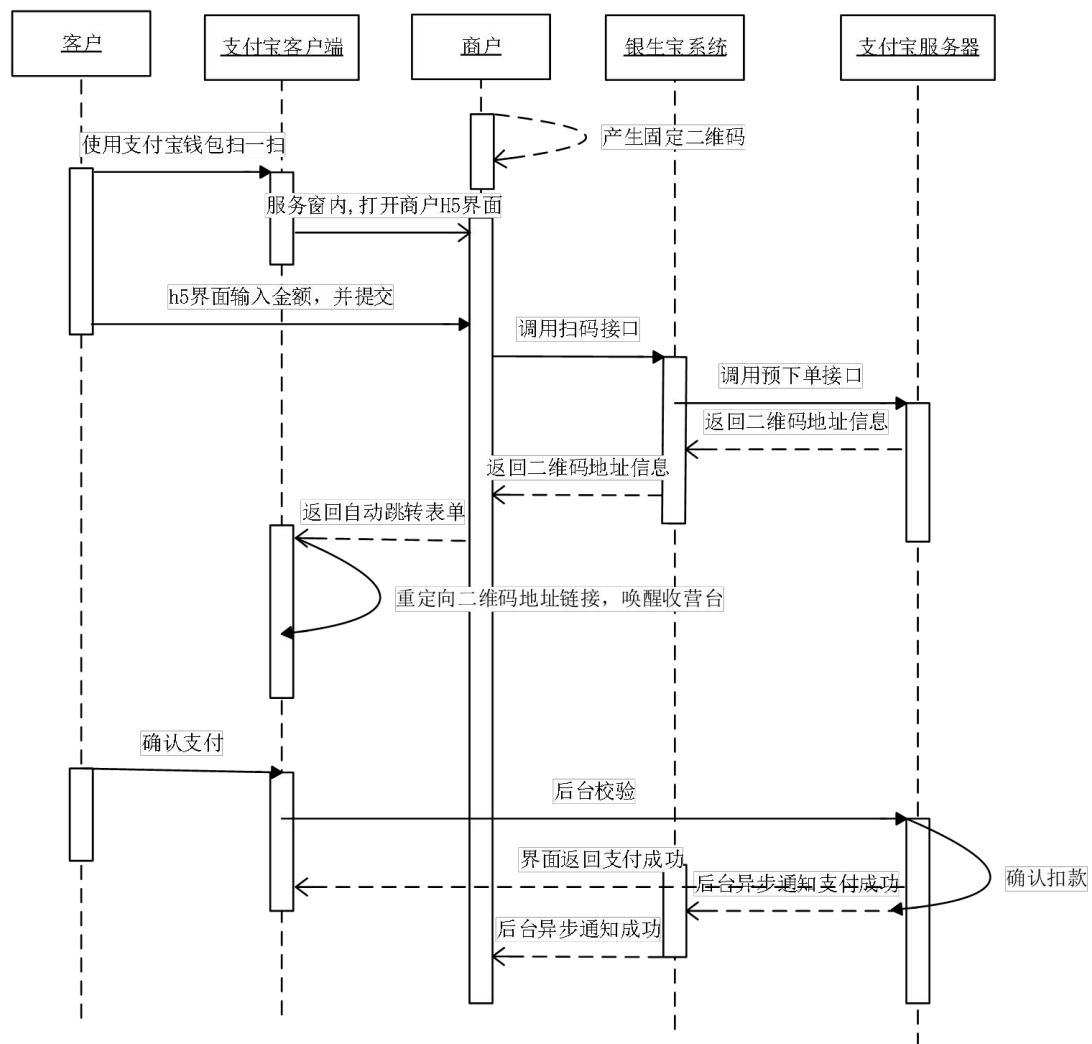 客户
支付宝客户端
商户
银生宝系统
支付宝服务器
产生固定二维码
使用支付宝钱包扫一扫
服务窗内,打开商户H5界面
h5界面输入金额，并提交
调用扫码接口
调用预下单接口
返回二维码地址信息
返回二维码地址信息
返回自动跳转表单
重定向二维码地址链接，唤醒收营台
确认支付
后台校验
界面返回支付成功
后台异步通知支付成功
确认扣款
后台异步通知成功